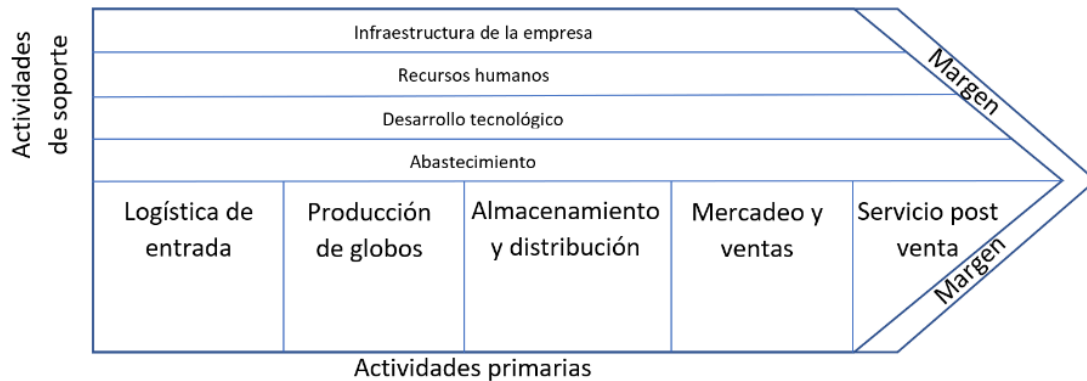 Actividades
de soporte
Infraestructura de la empresa
Recursos humanos
Desarrollo tecnológico
Abastecimiento
Margen
Logística de
entrada
Producción
de globos
Almacenamiento
y distribución
Mercadeo y
ventas
Servicio post
venta
Margen
Actividades primarias